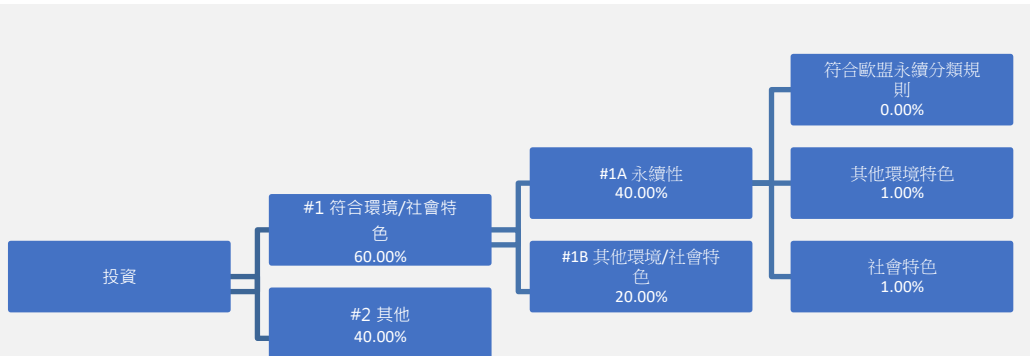 投資
#1 符合環境/社會特
色
60.00%
#2 其他
40.00%
#1A 永續性
40.00%
#1B 其他環境/社會特
色
20.00%
符合歐盟永續分類規
則
0.00%
其他環境特色
1.00%
社會特色
1.00%